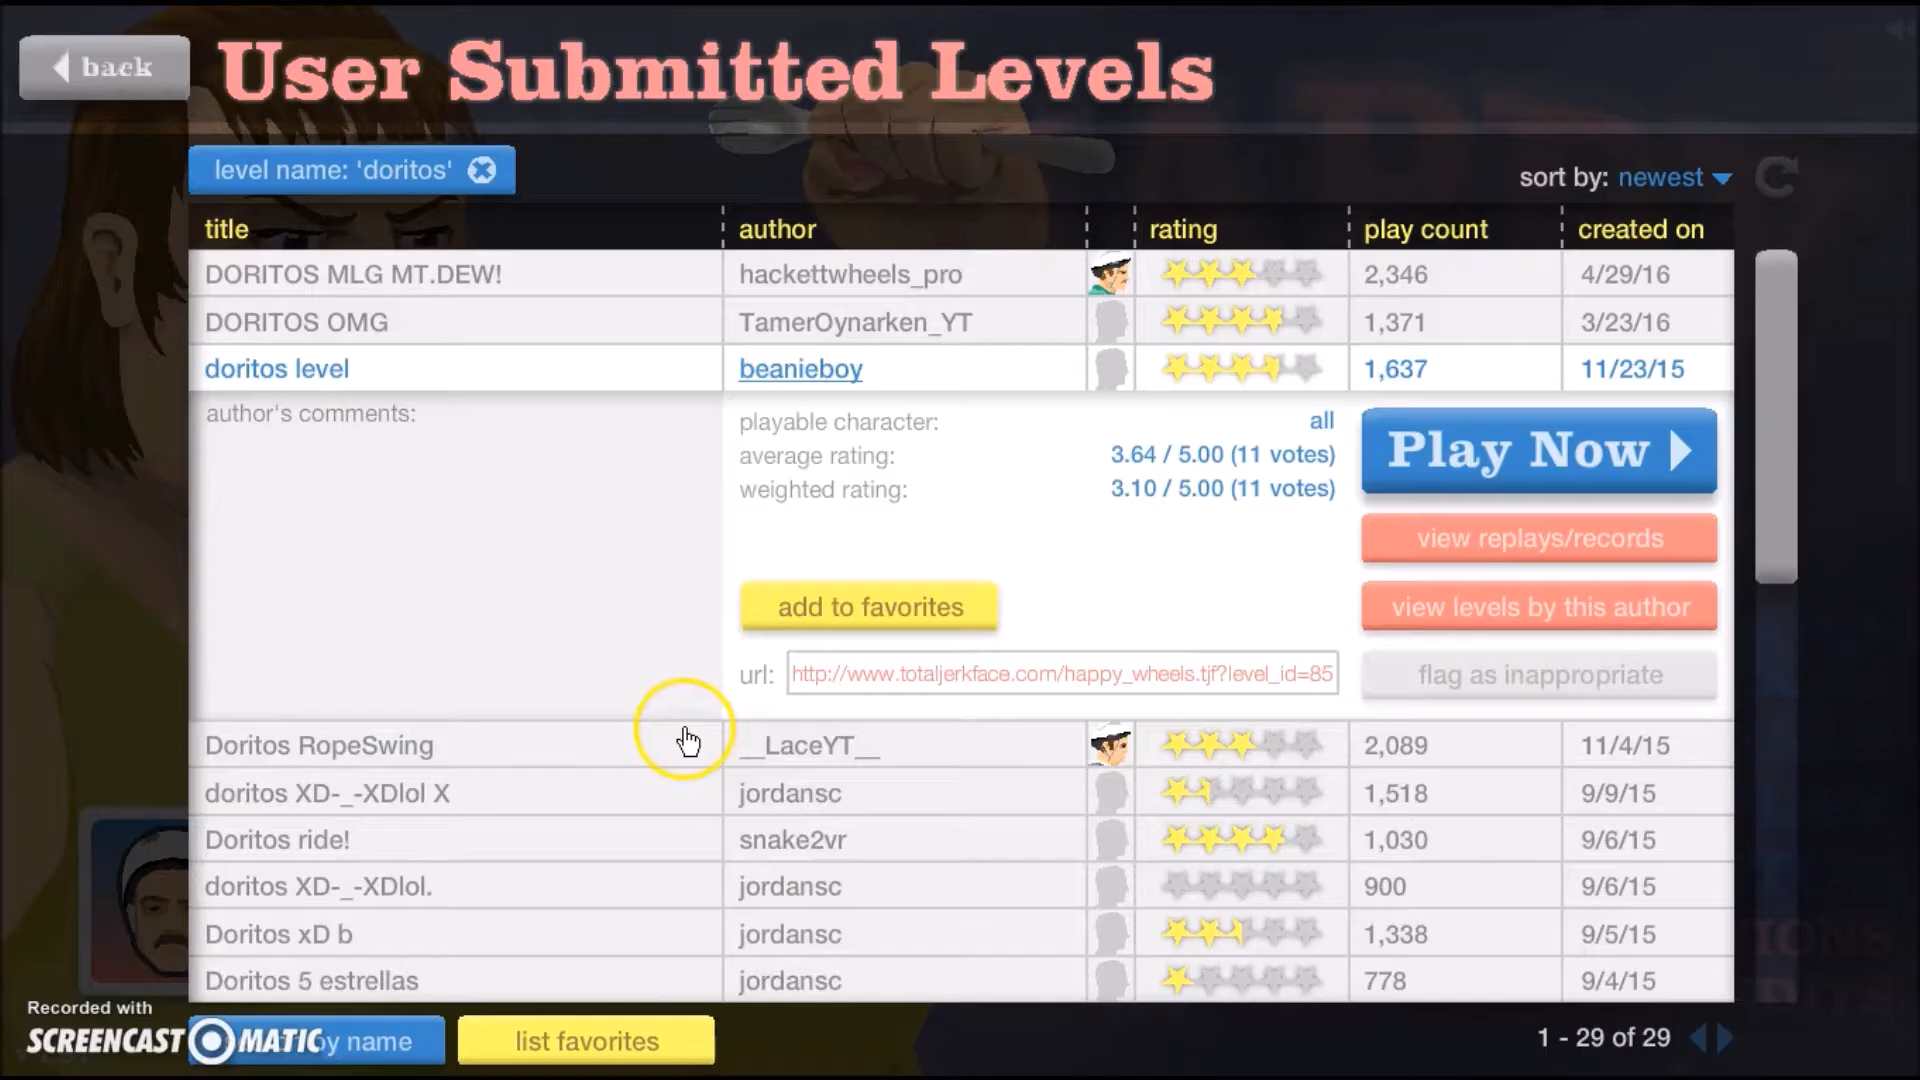 back
User Submitted Levels
level name: 'doritos'
sort by: newest
title author rating play count created on
DORITOS MLG MT.DEW! hackettwheels_pro 2,346 4/29/16
DORITOS OMG TamerOynarken_YT 1,371 3/23/16
doritos level beanieboy 1,637 11/23/15
author's comments:
playable character: all
average rating: 3.64 / 5.00 (11 votes)
weighted rating: 3.10 / 5.00 (11 votes)
Play Now
view replays/records
add to favorites
view levels by this author
url: http://www.totaljerkface.com/happy_wheels.tjf?level_id=85
flag as inappropriate
Doritos RopeSwing __LaceYT__ 2,089 11/4/15
doritos XD-_-XDlol X jordansc 1,518 9/9/15
Doritos ride! snake2vr 1,030 9/6/15
doritos XD-_-XDlol. jordansc 900 9/6/15
Doritos xD b jordansc 1,338 9/5/15
Doritos 5 estrellas jordansc 778 9/4/15
Recorded with
SCREENCAST MATIC
by name
list favorites
1 - 29 of 29